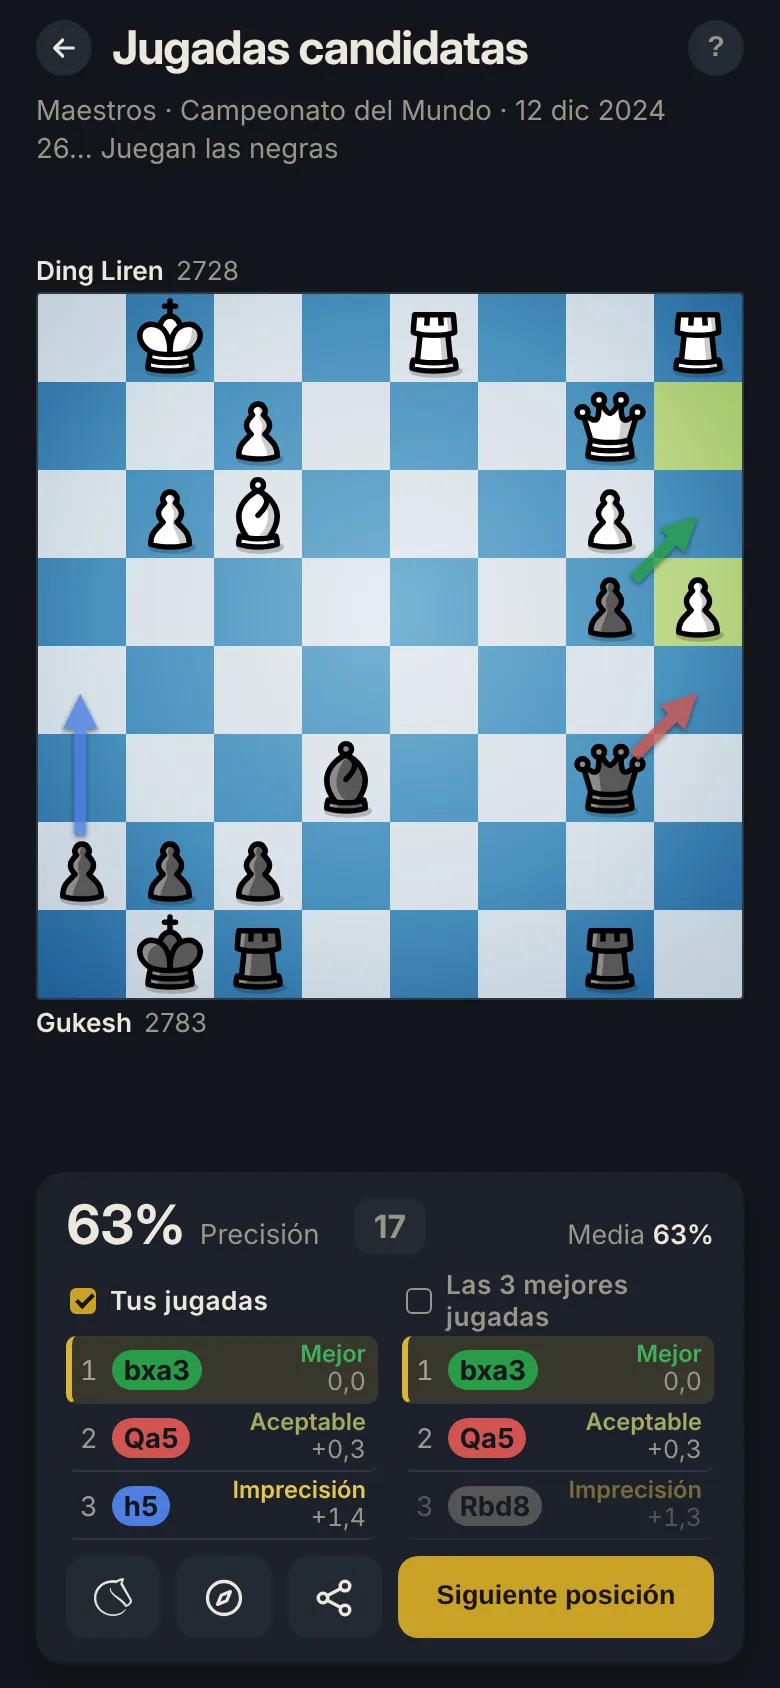 Jugadas candidatas
?
Maestros · Campeonato del Mundo · 12 dic 2024
26... Juegan las negras
Ding Liren 2728
Gukesh 2783
63% Precisión 17 Media 63%
Tus jugadas
Las 3 mejores
jugadas
1 bxa3 Mejor
0,0
2 Qa5 Aceptable
+0,3
3 h5 Imprecisión
+1,4
1 bxa3 Mejor
0,0
2 Qa5 Aceptable
+0,3
3 Rbd8 Imprecisión
+1,3
Siguiente posición